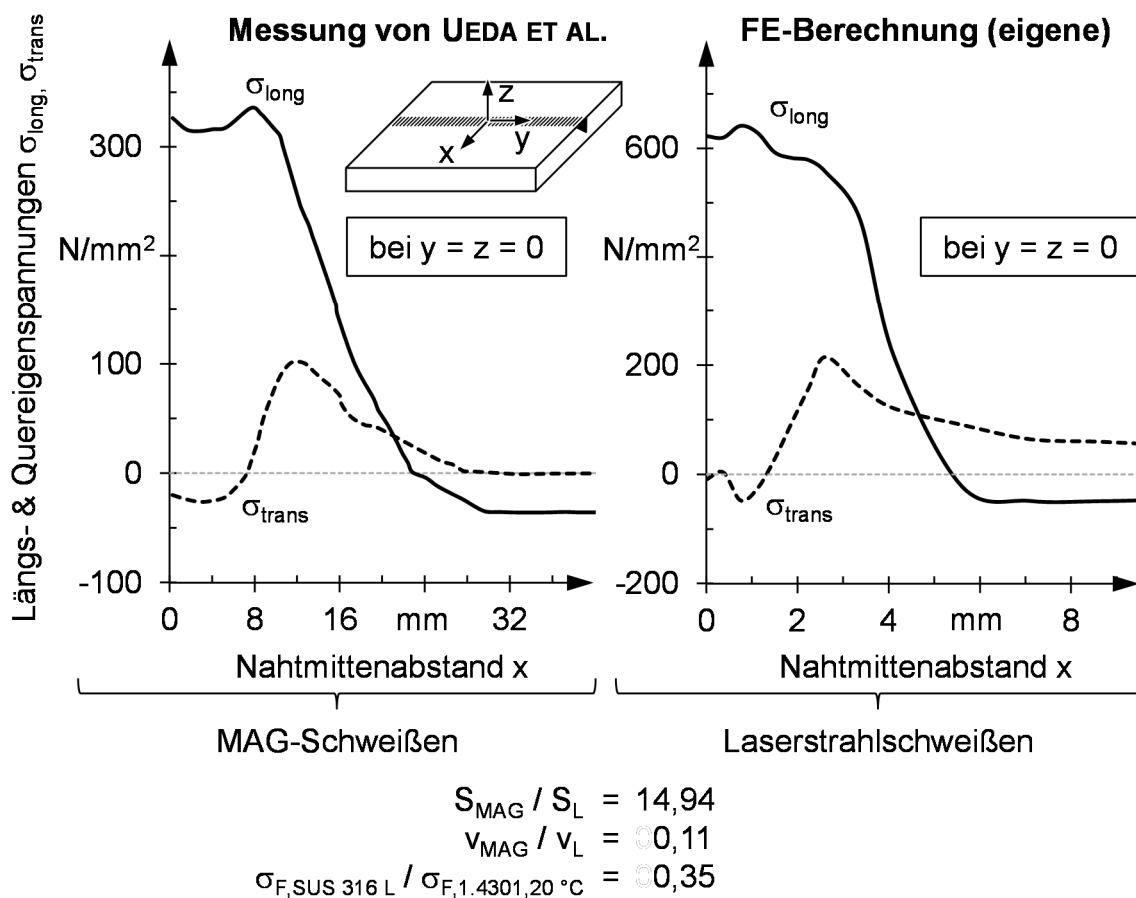 Messung von UEDA ET AL.
FE-Berechnung (eigene)
Längs- & Quereigenspannungen σlong, σtrans
300
N/mm²
100
0
-100
σlong
σtrans
z
x
y
bei y = z = 0
0
8
16
mm
32
Nahtmittenabstand x
MAG-Schweißen
600
N/mm²
200
0
-200
σlong
σtrans
bei y = z = 0
0
2
4
mm
8
Nahtmittenabstand x
Laserstrahlschweißen
SMAG / SL = 14,94
vMAG / vL = 0,11
σF,SUS 316 L / σF,1.4301,20 °C = 0,35